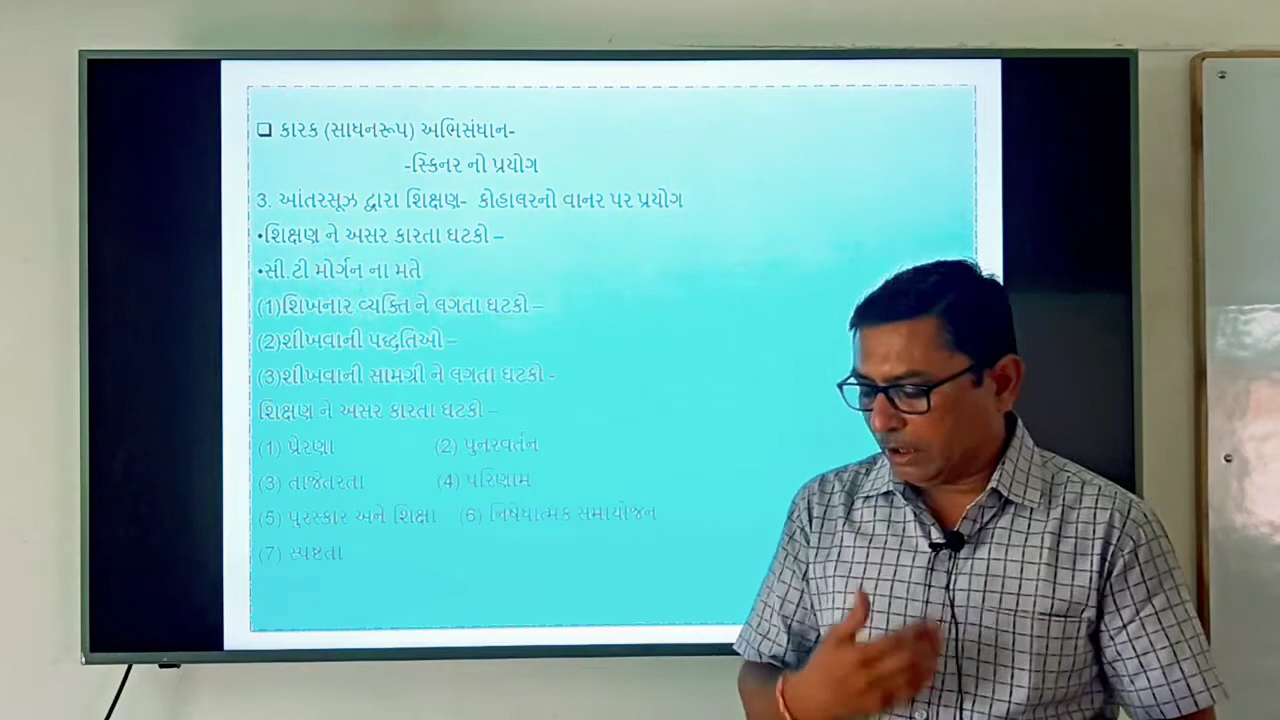 ❑ કારક (સાધનરૂપ) અભિસંધાન-
-સ્કિનર નો પ્રયોગ
3. આંતરસૂઝ દ્વારા શિક્ષણ- કોહાલરનો વાનર પર પ્રયોગ
•શિક્ષણ ને અસર કારતા ઘટકો –
•સી.ટી મોર્ગન ના મતે
(1)શિખનાર વ્યક્તિ ને લગતા ઘટકો –
(2)શીખવાની પદ્ધતિઓ –
(3)શીખવાની સામગ્રી ને લગતા ઘટકો -
શિક્ષણ ને અસર કારતા ઘટકો –
(1) પ્રેરણા (2) પુનરવર્તન
(3) તાજેતરતા (4) પરિણામ
(5) પુરસ્કાર અને શિક્ષા (6) નિષેધાત્મક સમાયોજન
(7) સ્પષ્ટતા